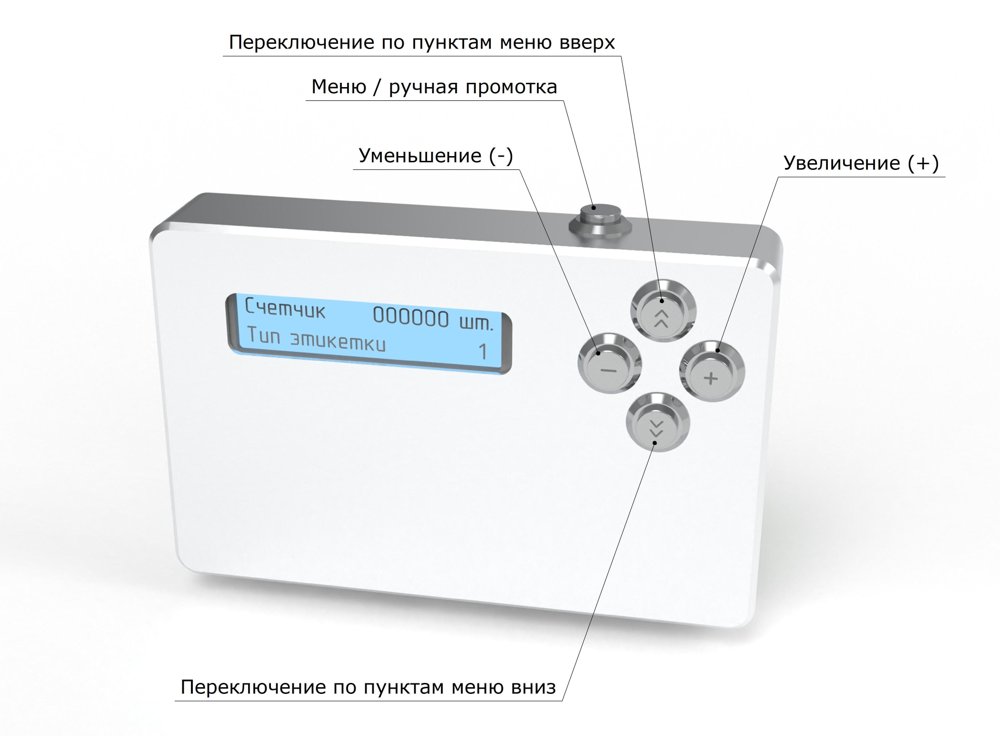 Переключение по пунктам меню вверх
Меню / ручная промотка
Уменьшение (-)
Увеличение (+)
Счетчик 000000 шт.
Тип этикетки 1
− +
Переключение по пунктам меню вниз